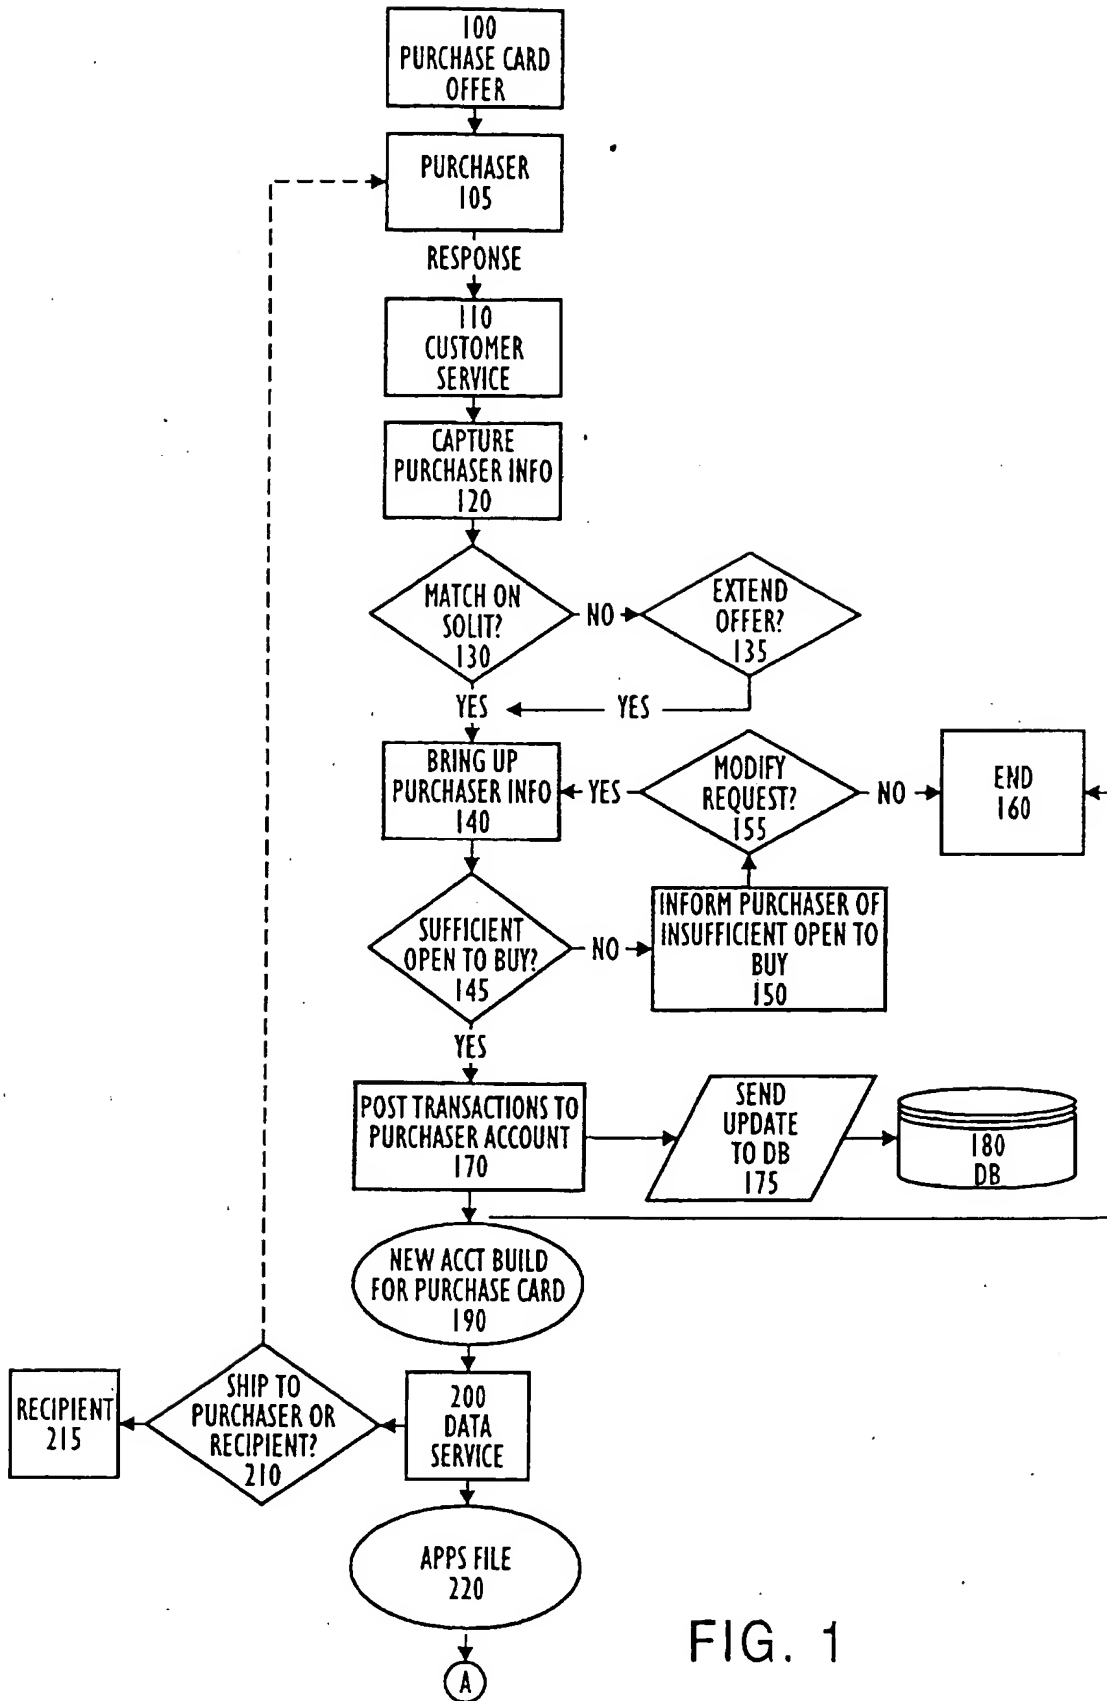 100
PURCHASE CARD
OFFER
PURCHASER
105
RESPONSE
110
CUSTOMER
SERVICE
CAPTURE
PURCHASER INFO
120
MATCH ON
SOLIT?
130
NO
EXTEND
OFFER?
135
YES
YES
BRING UP
PURCHASER INFO
140
YES
MODIFY
REQUEST?
155
NO
END
160
SUFFICIENT
OPEN TO BUY?
145
NO
INFORM PURCHASER OF
INSUFFICIENT OPEN TO
BUY
150
YES
POST TRANSACTIONS TO
PURCHASER ACCOUNT
170
SEND
UPDATE
TO DB
175
180
DB
NEW ACCT BUILD
FOR PURCHASE CARD
190
RECIPIENT
215
SHIP TO
PURCHASER OR
RECIPIENT?
210
200
DATA
SERVICE
APPS FILE
220
A
FIG. 1